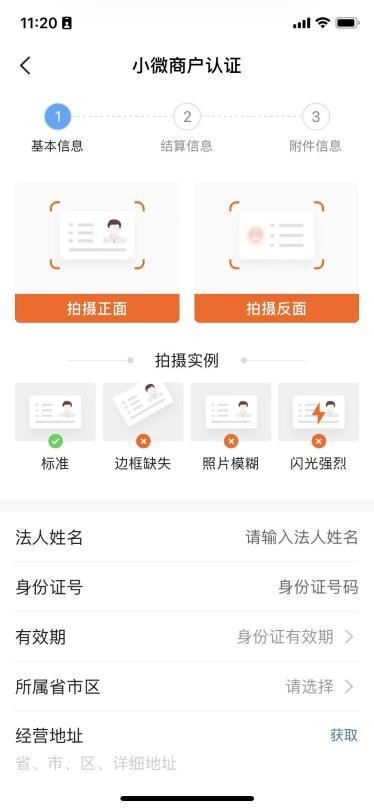 11:20
小微商户认证
1 2 3
基本信息 结算信息 附件信息
拍摄正面 拍摄反面
拍摄实例
标准 边框缺失 照片模糊 闪光强烈
法人姓名 请输入法人姓名
身份证号 身份证号码
有效期 身份证有效期
所属省市区 请选择
经营地址 获取
省、市、区、详细地址